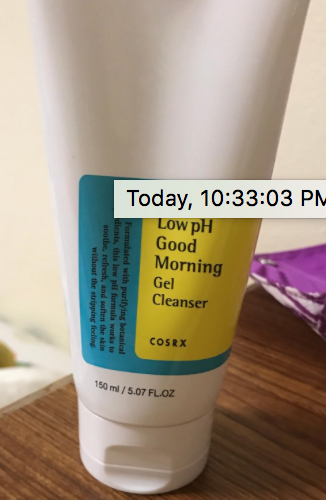 Today, 10:33:03 PM
Low pH
Good
Morning
Gel
Cleanser
COSRX
Formulated with purifying botanical
dients, this low pH formula works to
soothe, refresh, and soften the skin
without the stripping feeling.
150 ml / 5.07 FL.OZ